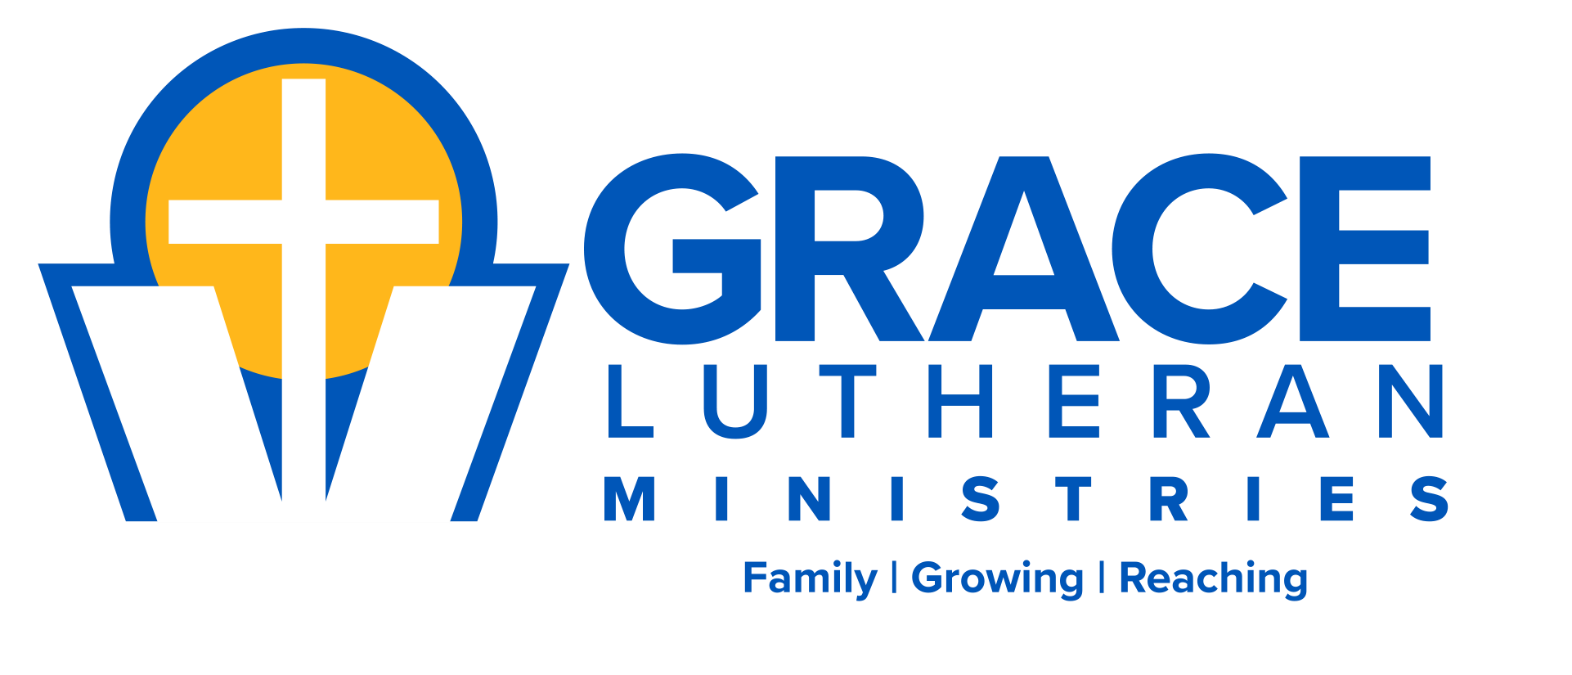 GRACE
LUTHERAN
MINISTRIES
Family | Growing | Reaching